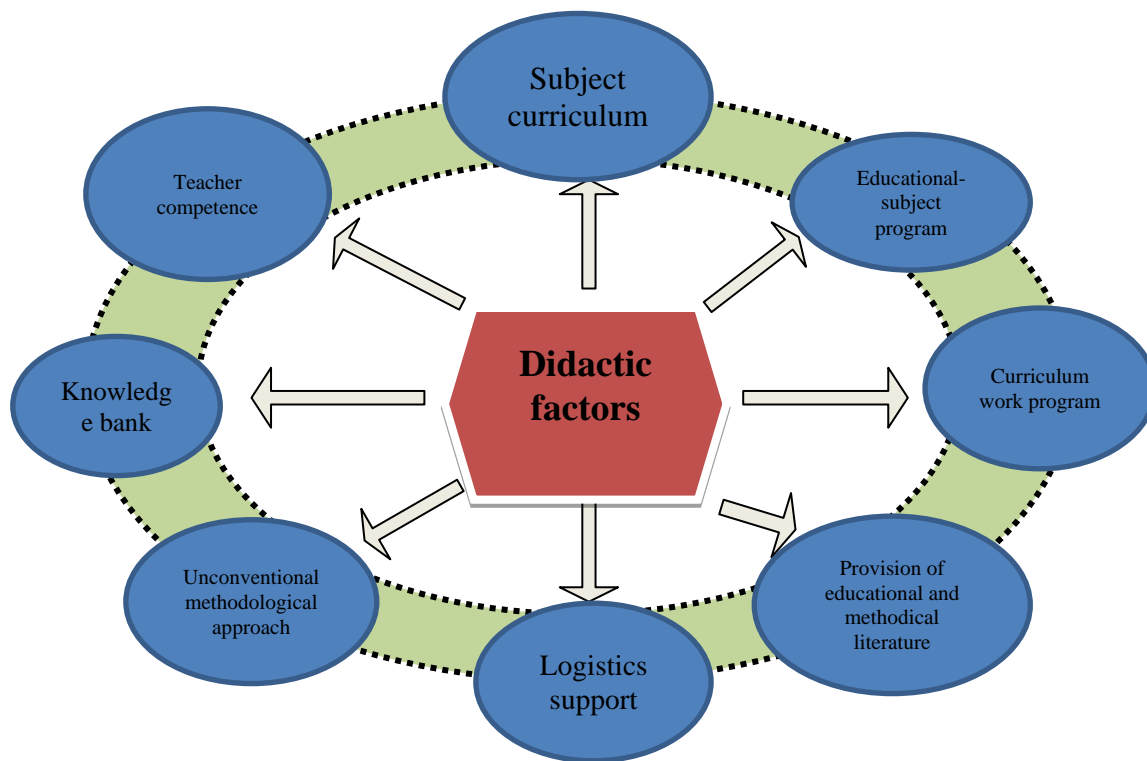 Subject
curriculum
Teacher
competence
Educational-
subject
program
Didactic
factors
Knowledg
e bank
Curriculum
work program
Unconventional
methodological
approach
Provision of
educational and
methodical
literature
Logistics
support